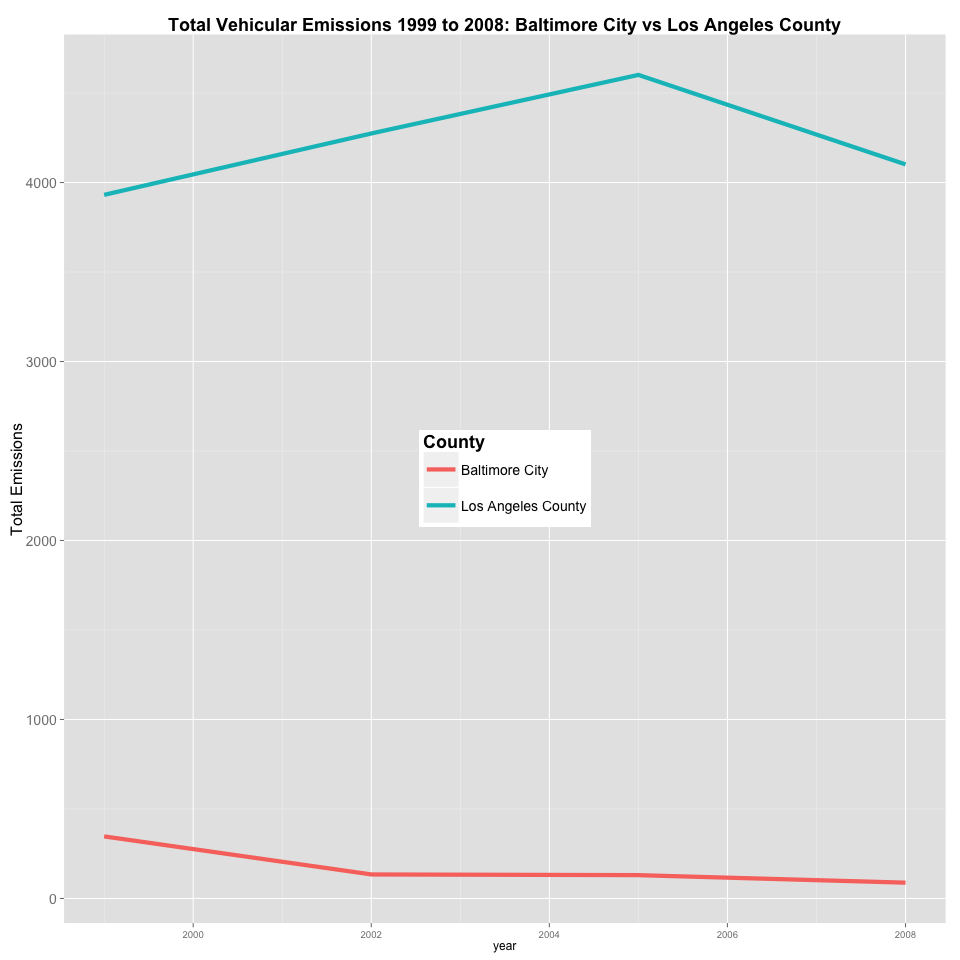 Total Vehicular Emissions 1999 to 2008: Baltimore City vs Los Angeles County
Total Emissions
4000
3000
2000
1000
0
County
Baltimore City
Los Angeles County
2000 2002 2004 2006 2008
year